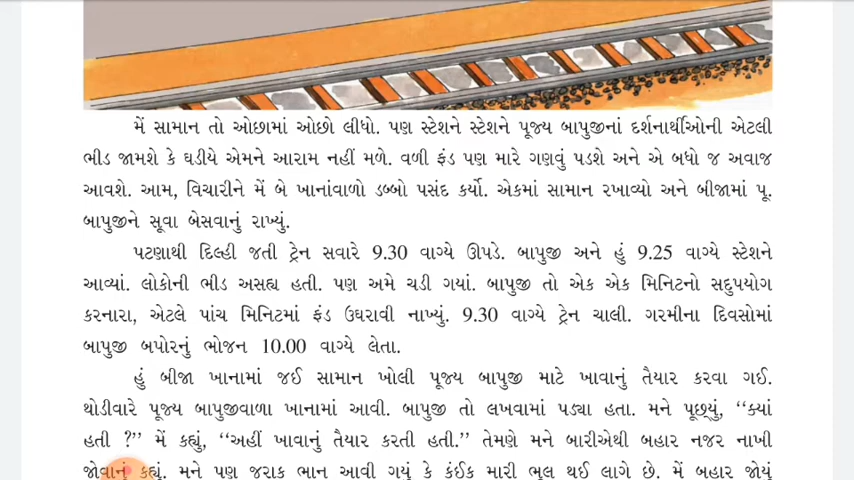 મેં સામાન તો ઓછામાં ઓછો લીધો. પણ સ્ટેશને સ્ટેશને પૂજ્ય બાપુજીનાં દર્શનાર્થીઓની એટલી
ભીડ જામશે કે ઘડીયે એમને આરામ નહીં મળે. વળી ફંડ પણ મારે ગણવું પડશે અને એ બધો જ અવાજ
આવશે. આમ, વિચારીને મેં બે ખાનાંવાળો ડબ્બો પસંદ કર્યો. એકમાં સામાન રખાવ્યો અને બીજામાં પૂ.
બાપુજીને સૂવા બેસવાનું રાખ્યું.
પટણાથી દિલ્હી જતી ટ્રેન સવારે 9.30 વાગ્યે ઊપડે. બાપુજી અને હું 9.25 વાગ્યે સ્ટેશને
આવ્યાં. લોકોની ભીડ અસહ્ય હતી. પણ અમે ચડી ગયાં. બાપુજી તો એક એક મિનિટનો સદુપયોગ
કરનારા, એટલે પાંચ મિનિટમાં ફંડ ઉઘરાવી નાખ્યું. 9.30 વાગ્યે ટ્રેન ચાલી. ગરમીના દિવસોમાં
બાપુજી બપોરનું ભોજન 10.00 વાગ્યે લેતા.
હું બીજા ખાનામાં જઈ સામાન ખોલી પૂજ્ય બાપુજી માટે ખાવાનું તૈયાર કરવા ગઈ.
થોડીવારે પૂજ્ય બાપુજીવાળા ખાનામાં આવી. બાપુજી તો લખવામાં પડ્યા હતા. મને પૂછ્યું, ‘‘ક્યાં
હતી ?’’ મેં કહ્યું, ‘‘અહીં ખાવાનું તૈયાર કરતી હતી.’’ તેમણે મને બારીએથી બહાર નજર નાખી
જોવાનું કહ્યું. મને પણ જરાક ભાન આવી ગયું કે કંઈક મારી ભૂલ થઈ લાગે છે. મેં બહાર જોયું